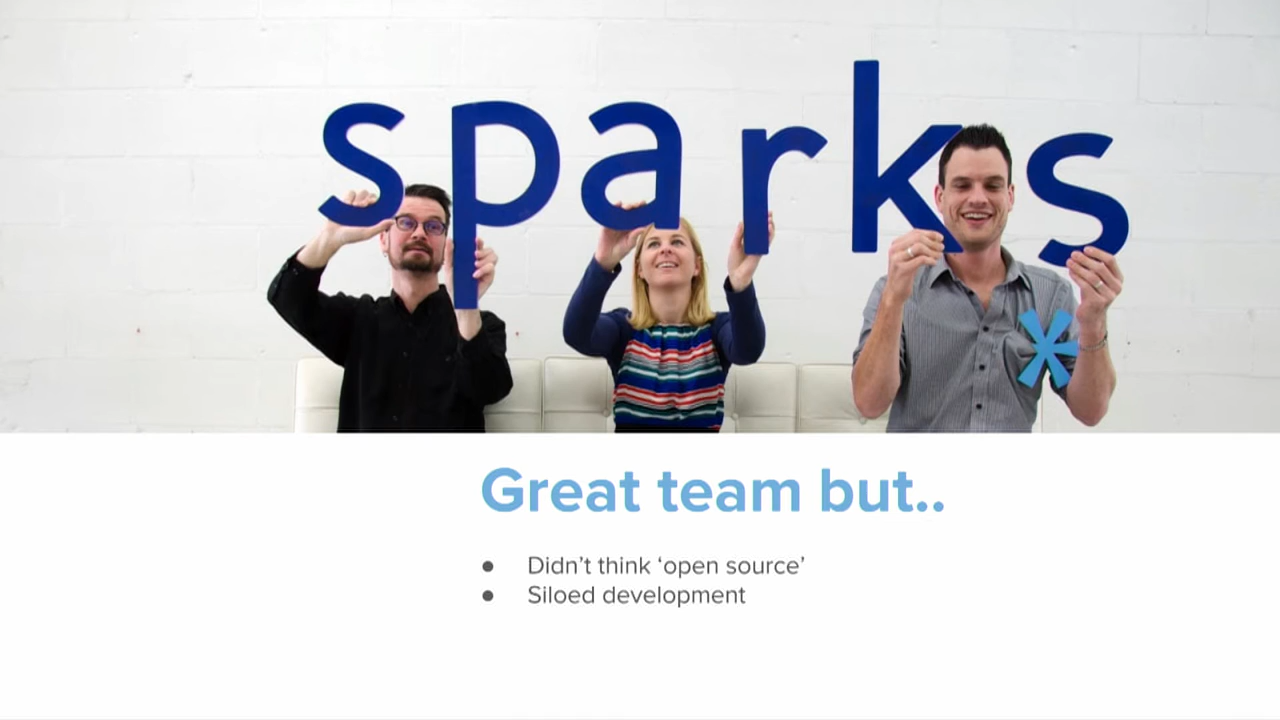 sparks
Great team but..
● Didn't think ‘open source’
● Siloed development